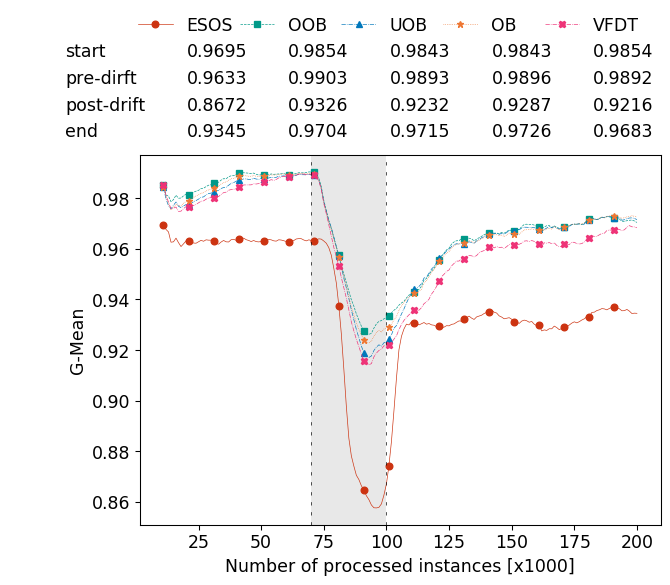 ESOS OOB UOB OB VFDT
start 0.9695 0.9854 0.9843 0.9843 0.9854
pre-dirft 0.9633 0.9903 0.9893 0.9896 0.9892
post-drift 0.8672 0.9326 0.9232 0.9287 0.9216
end 0.9345 0.9704 0.9715 0.9726 0.9683
0.98
0.96
0.94
0.92
0.90
0.88
0.86
G-Mean
25 50 75 100 125 150 175 200
Number of processed instances [x1000]